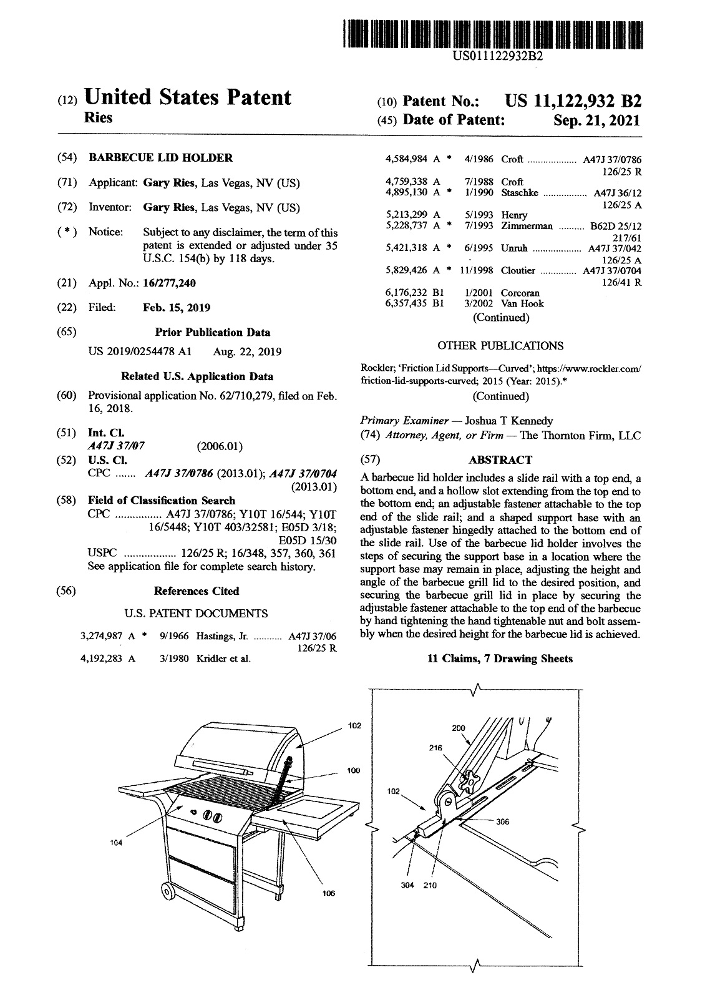 US011122932B2
(12) United States Patent
Ries
(10) Patent No.: US 11,122,932 B2
(45) Date of Patent: Sep. 21, 2021
(54) BARBECUE LID HOLDER
(71) Applicant: Gary Ries, Las Vegas, NV (US)
(72) Inventor: Gary Ries, Las Vegas, NV (US)
( * ) Notice: Subject to any disclaimer, the term of this
patent is extended or adjusted under 35
U.S.C. 154(b) by 118 days.
(21) Appl. No.: 16/277,240
(22) Filed: Feb. 15, 2019
(65) Prior Publication Data
US 2019/0254478 A1 Aug. 22, 2019
Related U.S. Application Data
(60) Provisional application No. 62/710,279, filed on Feb.
16, 2018.
(51) Int. Cl.
A47J 37/07 (2006.01)
(52) U.S. Cl.
CPC ....... A47J 37/0786 (2013.01); A47J 37/0704
(2013.01)
(58) Field of Classification Search
CPC ................ A47J 37/0786; Y10T 16/544; Y10T
16/5448; Y10T 403/32581; E05D 3/18;
E05D 15/30
USPC .................. 126/25 R; 16/348, 357, 360, 361
See application file for complete search history.
(56) References Cited
U.S. PATENT DOCUMENTS
3,274,987 A * 9/1966 Hastings, Jr. ........... A47J 37/06
126/25 R
4,192,283 A 3/1980 Kridler et al.
4,584,984 A * 4/1986 Croft ................... A47J 37/0786
126/25 R
4,759,338 A 7/1988 Croft
4,895,130 A * 1/1990 Staschke ................. A47J 36/12
126/25 A
5,213,299 A 5/1993 Henry
5,228,737 A * 7/1993 Zimmerman .......... B62D 25/12
217/61
5,421,318 A * 6/1995 Unruh ................... A47J 37/042
126/25 A
5,829,426 A * 11/1998 Cloutier .............. A47J 37/0704
126/41 R
6,176,232 B1 1/2001 Corcoran
6,357,435 B1 3/2002 Van Hook
(Continued)
OTHER PUBLICATIONS
Rockler; ‘Friction Lid Supports—Curved’; https://www.rockler.com/
friction-lid-supports-curved; 2015 (Year: 2015).*
(Continued)
Primary Examiner — Joshua T Kennedy
(74) Attorney, Agent, or Firm — The Thornton Firm, LLC
(57) ABSTRACT
A barbecue lid holder includes a slide rail with a top end, a
bottom end, and a hollow slot extending from the top end to
the bottom end; an adjustable fastener attachable to the top
end of the slide rail; and a shaped support base with an
adjustable fastener hingedly attached to the bottom end of
the slide rail. Use of the barbecue lid holder involves the
steps of securing the support base in a location where the
support base may remain in place, adjusting the height and
angle of the barbecue grill lid to the desired position, and
securing the barbecue grill lid in place by securing the
adjustable fastener attachable to the top end of the barbecue
by hand tightening the hand tightenable nut and bolt assem-
bly when the desired height for the barbecue lid is achieved.
11 Claims, 7 Drawing Sheets
102
100
104
106
200
216
102
306
304 210